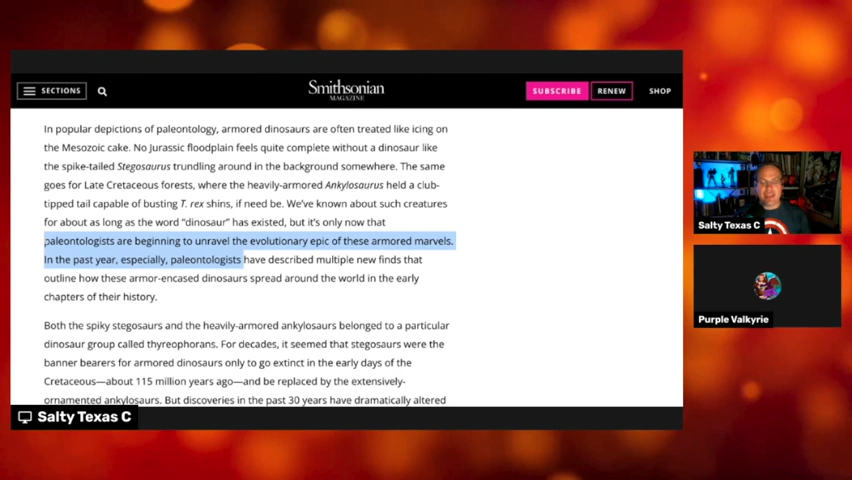 SECTIONS
Smithsonian
MAGAZINE
SUBSCRIBE
RENEW
SHOP
In popular depictions of paleontology, armored dinosaurs are often treated like icing on
the Mesozoic cake. No Jurassic floodplain feels quite complete without a dinosaur like
the spike-tailed Stegosaurus trundling around in the background somewhere. The same
goes for Late Cretaceous forests, where the heavily-armored Ankylosaurus held a club-
tipped tail capable of busting T. rex shins, if need be. We've known about such creatures
for about as long as the word "dinosaur" has existed, but it's only now that
paleontologists are beginning to unravel the evolutionary epic of these armored marvels.
In the past year, especially, paleontologists have described multiple new finds that
outline how these armor-encased dinosaurs spread around the world in the early
chapters of their history.
Both the spiky stegosaurs and the heavily-armored ankylosaurs belonged to a particular
dinosaur group called thyreophorans. For decades, it seemed that stegosaurs were the
banner bearers for armored dinosaurs only to go extinct in the early days of the
Cretaceous—about 115 million years ago—and be replaced by the extensively-
ornamented ankylosaurs. But discoveries in the past 30 years have dramatically altered
Salty Texas C
Salty Texas C
Purple Valkyrie